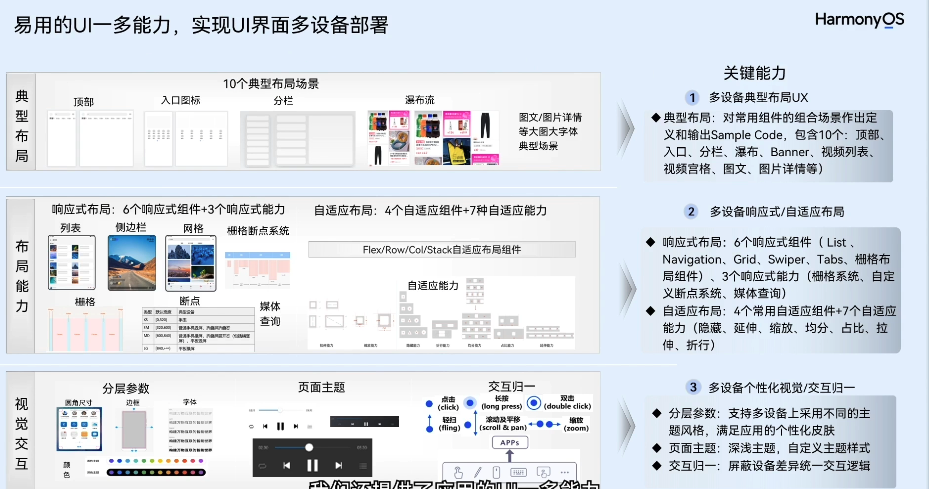 易用的UI一多能力，实现UI界面多设备部署
HarmonyOS
典型布局
10个典型布局场景
顶部
入口图标
分栏
瀑布流
图文/图片详情
等大图大字体
典型场景
关键能力
1 多设备典型布局UX
◆典型布局：对常用组件的组合场景作出定
义和输出Sample Code，包含10个：顶部、
入口、分栏、瀑布、Banner、视频列表、
视频宫格、图文、图片详情等）
布局能力
响应式布局：6个响应式组件+3个响应式能力
列表
侧边栏
网格
栅格断点系统
栅格
断点
媒体
查询
自适应布局：4个自适应组件+7种自适应能力
Flex/Row/Col/Stack自适应布局组件
自适应能力
2 多设备响应式/自适应布局
◆ 响应式布局：6个响应式组件（ List 、
Navigation、Grid、Swiper、Tabs、栅格布
局组件）、3个响应式能力（栅格系统、自定
义断点系统、媒体查询）
◆ 自适应布局：4个常用自适应组件+7个自适应
能力（隐藏、延伸、缩放、均分、占比、拉
伸、折行）
视觉交互
分层参数
圆角尺寸
边框
字体
颜
色
页面主题
交互归一
点击
(click)
长按
(long press)
双击
(double click)
轻扫
(fling)
滚动及平移
(scroll & pan)
缩放
(zoom)
APPs
3 多设备个性化视觉/交互归一
◆ 分层参数：支持多设备上采用不同的主
题风格，满足应用的个性化皮肤
◆ 页面主题：深浅主题，自定义主题样式
◆ 交互归一：屏蔽设备差异统一交互逻辑
我们还提供了应用的UI一多能力